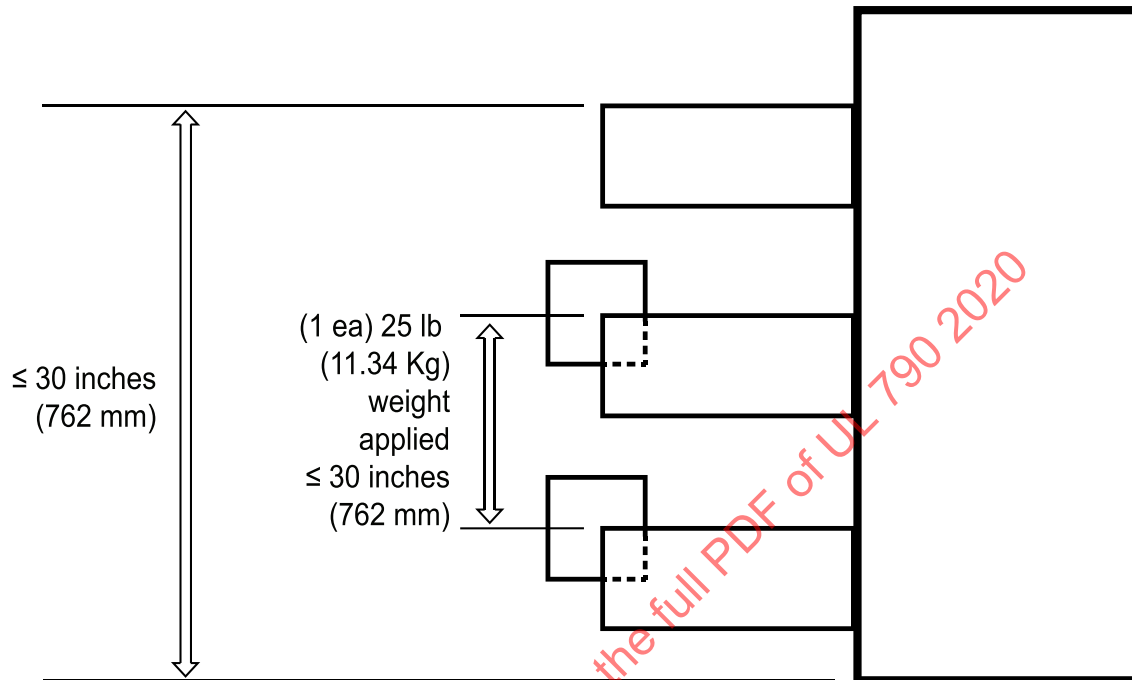 ≤ 30 inches
(762 mm)
(1 ea) 25 lb
(11.34 Kg)
weight
applied
≤ 30 inches
(762 mm)
the full PDF of UL 790 2020